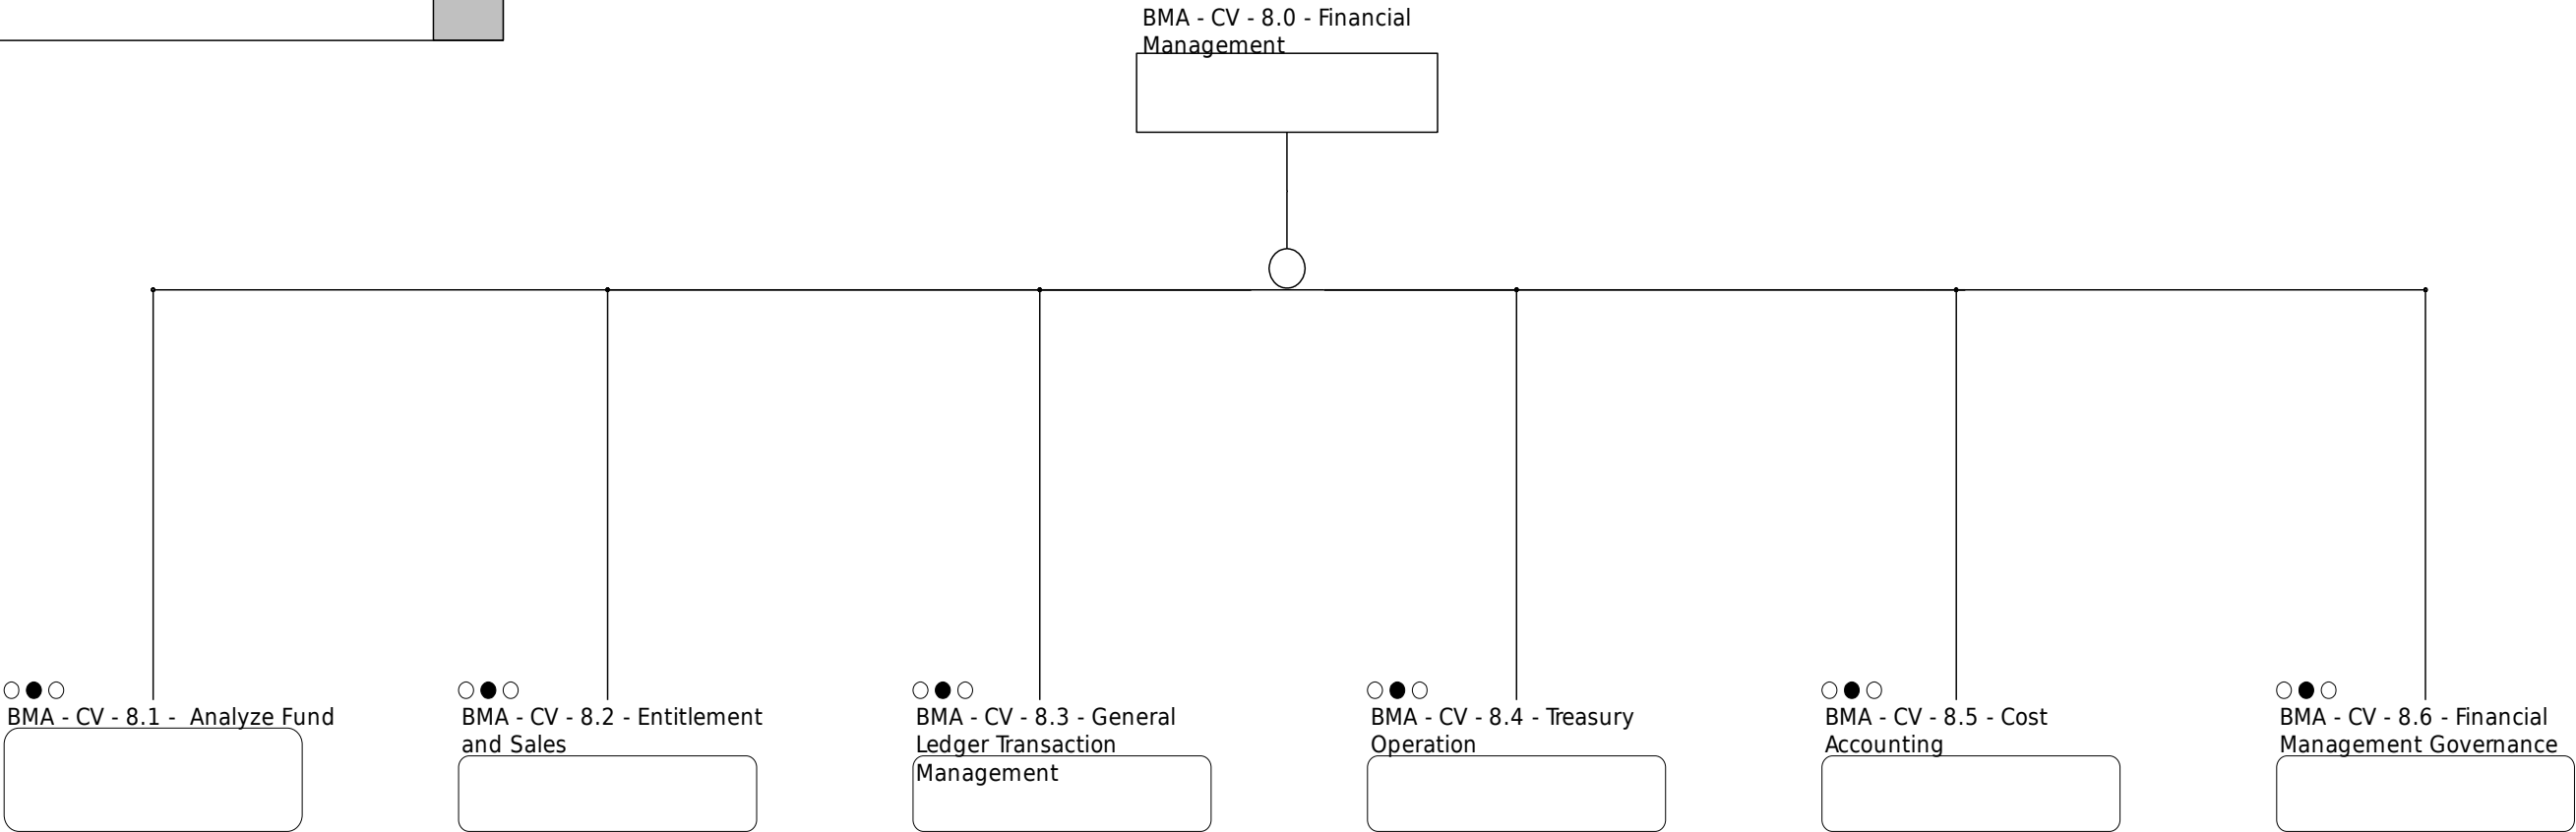 BMA - CV - 8.0 - Financial
Management
BMA - CV - 8.1 -  Analyze Fund
BMA - CV - 8.2 - Entitlement
and Sales
BMA - CV - 8.3 - General
Ledger Transaction
Management
BMA - CV - 8.4 - Treasury
Operation
BMA - CV - 8.5 - Cost
Accounting
BMA - CV - 8.6 - Financial
Management Governance